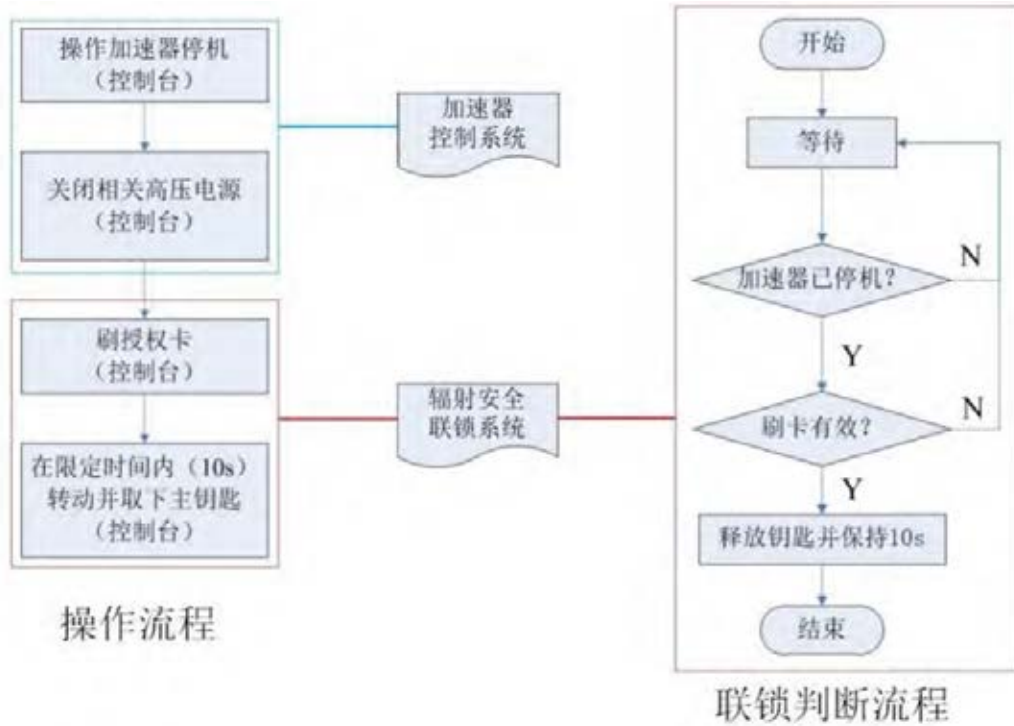 操作加速器停机
（控制台）
关闭相关高压电源
（控制台）
刷授权卡
（控制台）
在限定时间内（10s）
转动并取下主钥匙
（控制台）
操作流程
加速器
控制系统
辐射安全
联锁系统
开始
等待
加速器已停机？
N
Y
刷卡有效？
N
Y
释放钥匙并保持10s
结束
联锁判断流程